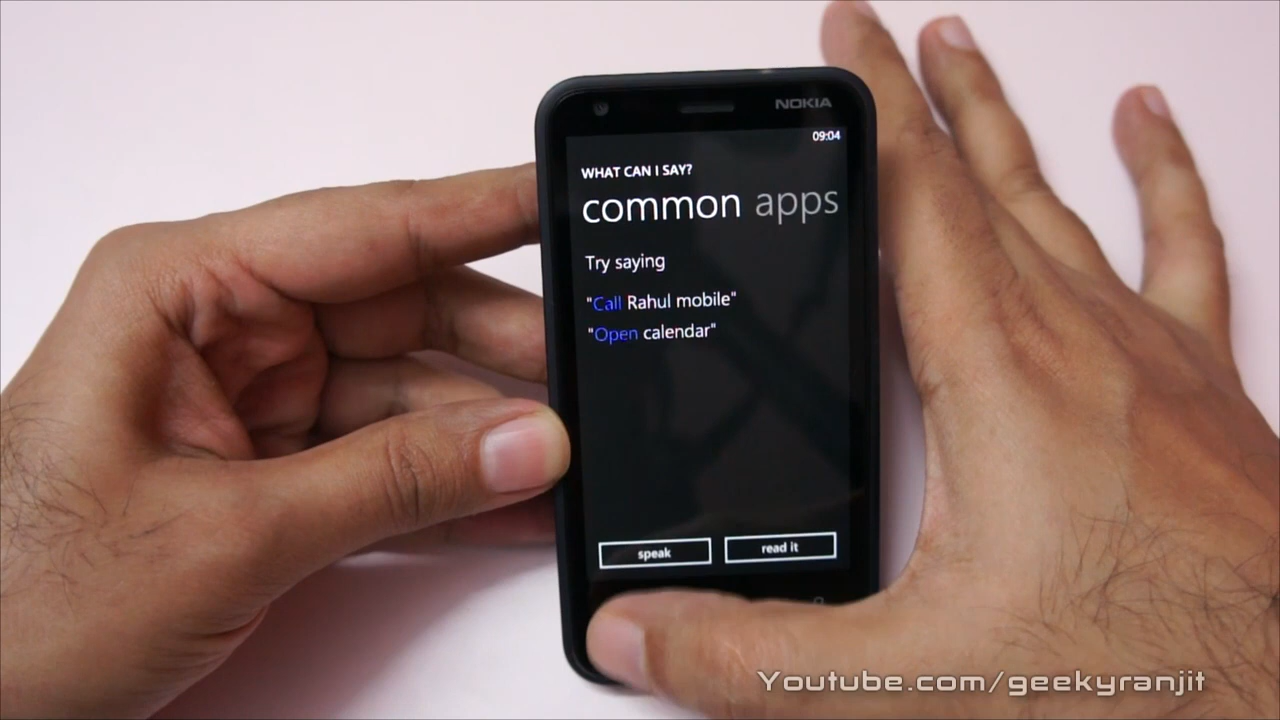 NOKIA
09:04
WHAT CAN I SAY?
common apps
Try saying
"Call Rahul mobile"
"Open calendar"
speak read it
Youtube.com/geekyranjit